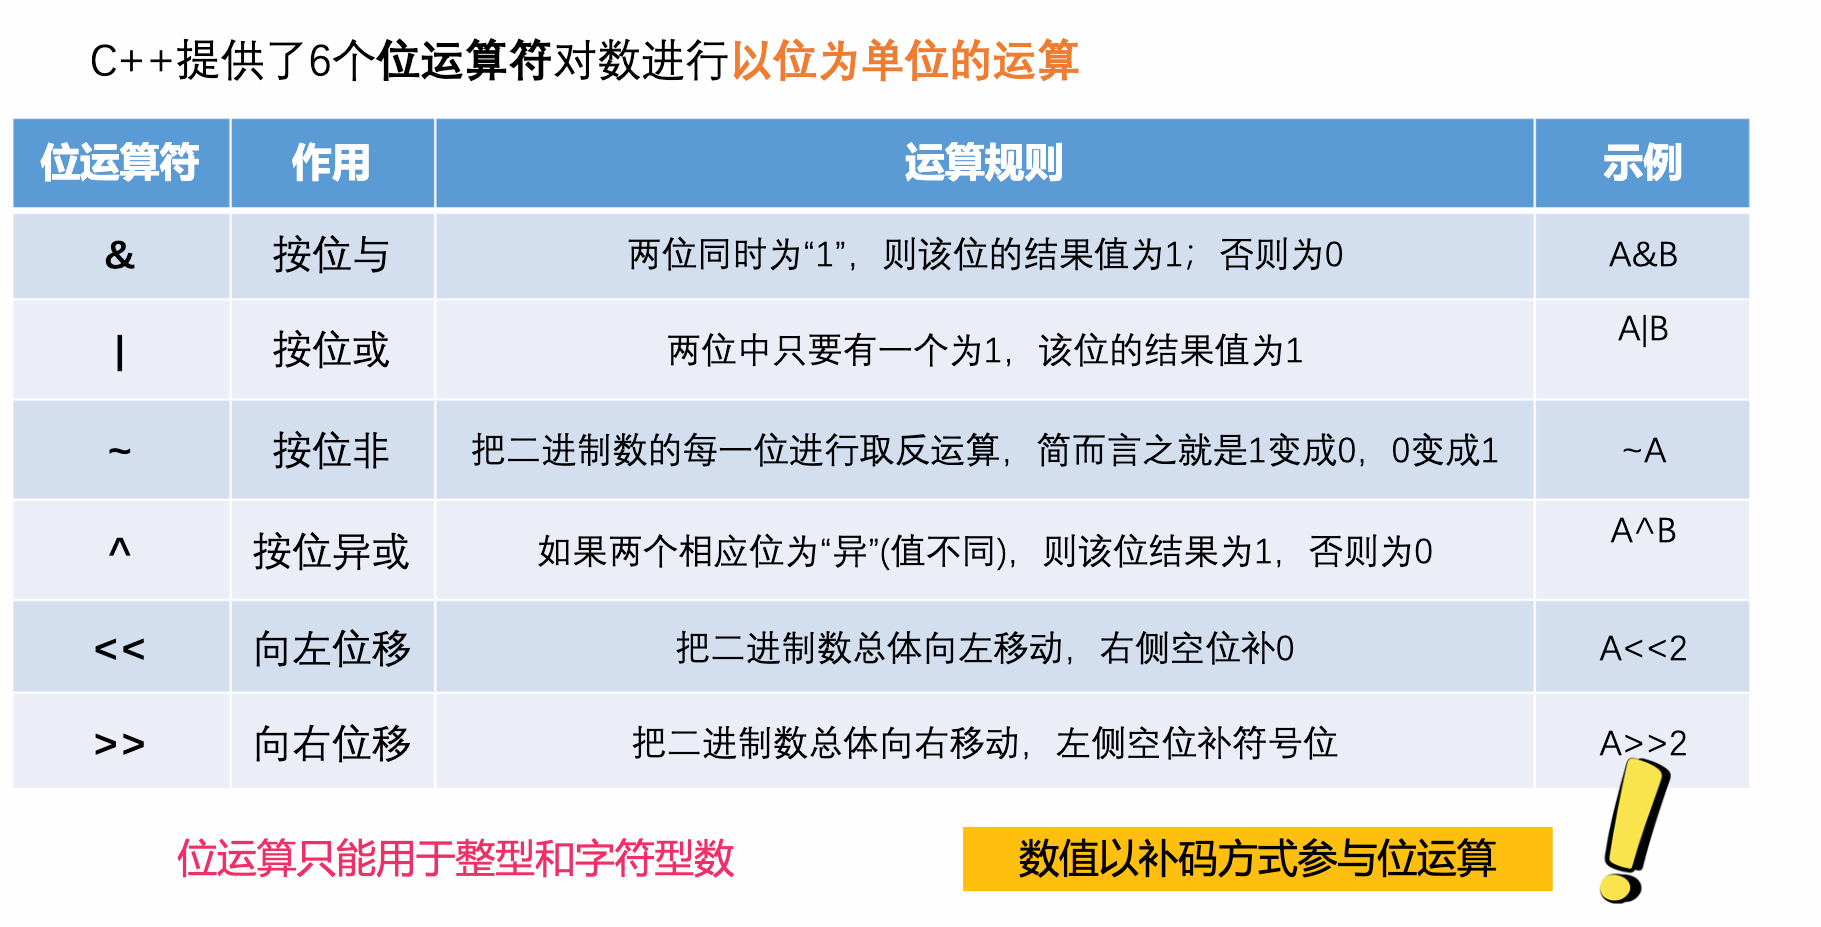 C++提供了6个位运算符对数进行以位为单位的运算
位运算符 作用 运算规则 示例
& 按位与 两位同时为“1”，则该位的结果值为1；否则为0 A&B
| 按位或 两位中只要有一个为1，该位的结果值为1 A|B
~ 按位非 把二进制数的每一位进行取反运算，简而言之就是1变成0，0变成1 ~A
^ 按位异或 如果两个相应位为“异”(值不同)，则该位结果为1，否则为0 A^B
<< 向左位移 把二进制数总体向左移动，右侧空位补0 A<<2
>> 向右位移 把二进制数总体向右移动，左侧空位补符号位 A>>2
位运算只能用于整型和字符型数 数值以补码方式参与位运算